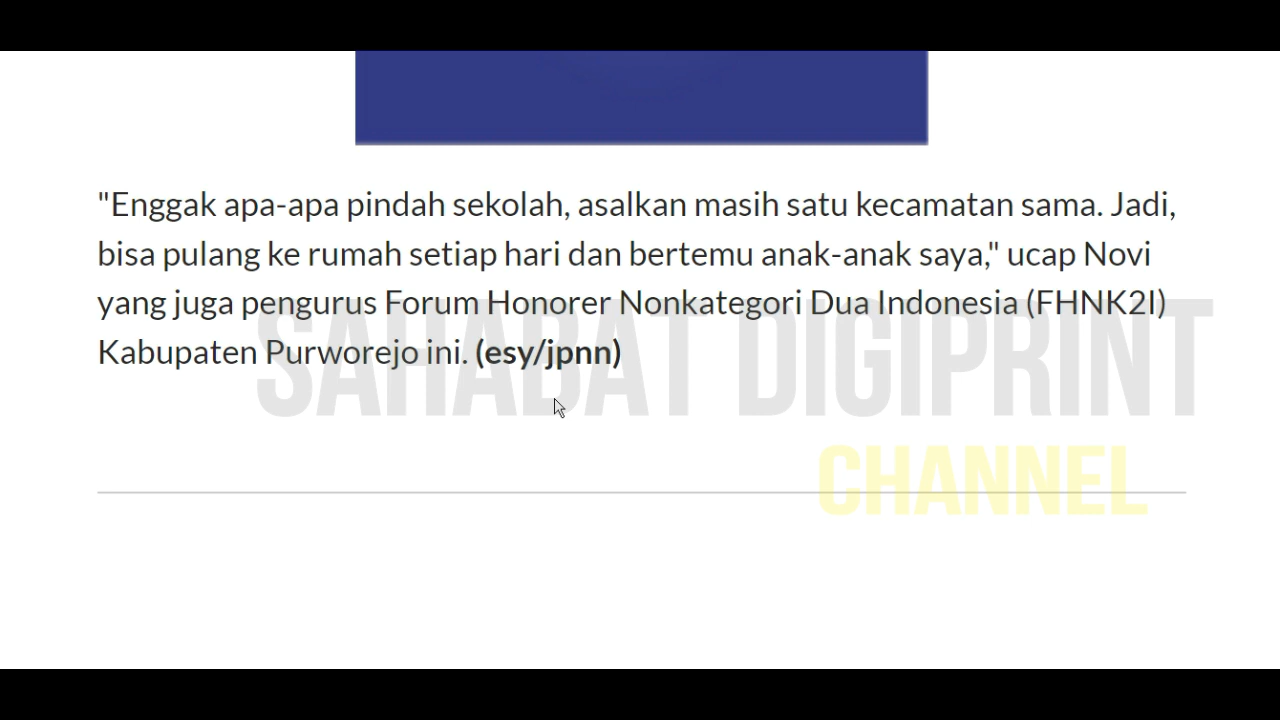 "Enggak apa-apa pindah sekolah, asalkan masih satu kecamatan sama. Jadi,
bisa pulang ke rumah setiap hari dan bertemu anak-anak saya," ucap Novi
yang juga pengurus Forum Honorer Nonkategori Dua Indonesia (FHNK2I)
Kabupaten Purworejo ini. (esy/jpnn)
SAHABAT DIGIPRINT
CHANNEL